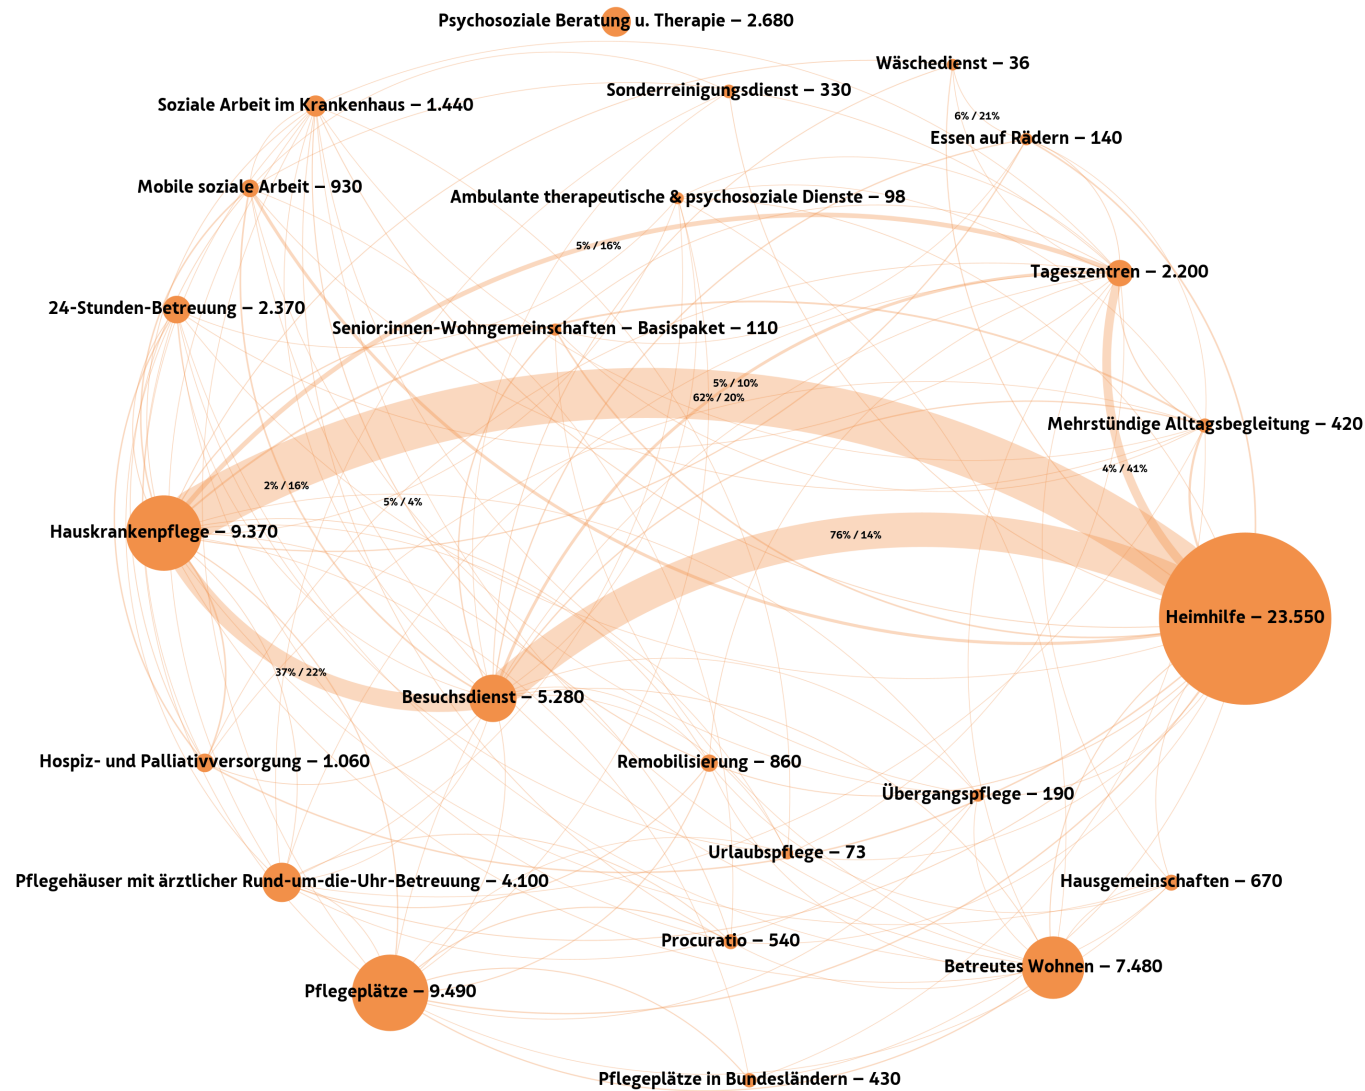 Psychosoziale Beratung u. Therapie – 2.680
Wäschedienst – 36
Sonderreinigungsdienst – 330
Soziale Arbeit im Krankenhaus – 1.440
6% / 21%
Essen auf Rädern – 140
Mobile soziale Arbeit – 930
Ambulante therapeutische & psychosoziale Dienste – 98
5% / 16%
Tageszentren – 2.200
24-Stunden-Betreuung – 2.370
Senior:innen-Wohngemeinschaften – Basispaket – 110
5% / 10%
62% / 20%
Mehrstündige Alltagsbegleitung – 420
4% / 41%
2% / 16%
5% / 4%
Hauskrankenpflege – 9.370
76% / 14%
Heimhilfe – 23.550
37% / 22%
Besuchsdienst – 5.280
Hospiz- und Palliativversorgung – 1.060
Remobilisierung – 860
Übergangspflege – 190
Urlaubspflege – 73
Pflegehäuser mit ärztlicher Rund-um-die-Uhr-Betreuung – 4.100
Hausgemeinschaften – 670
Procuratio – 540
Betreutes Wohnen – 7.480
Pflegeplätze – 9.490
Pflegeplätze in Bundesländern – 430